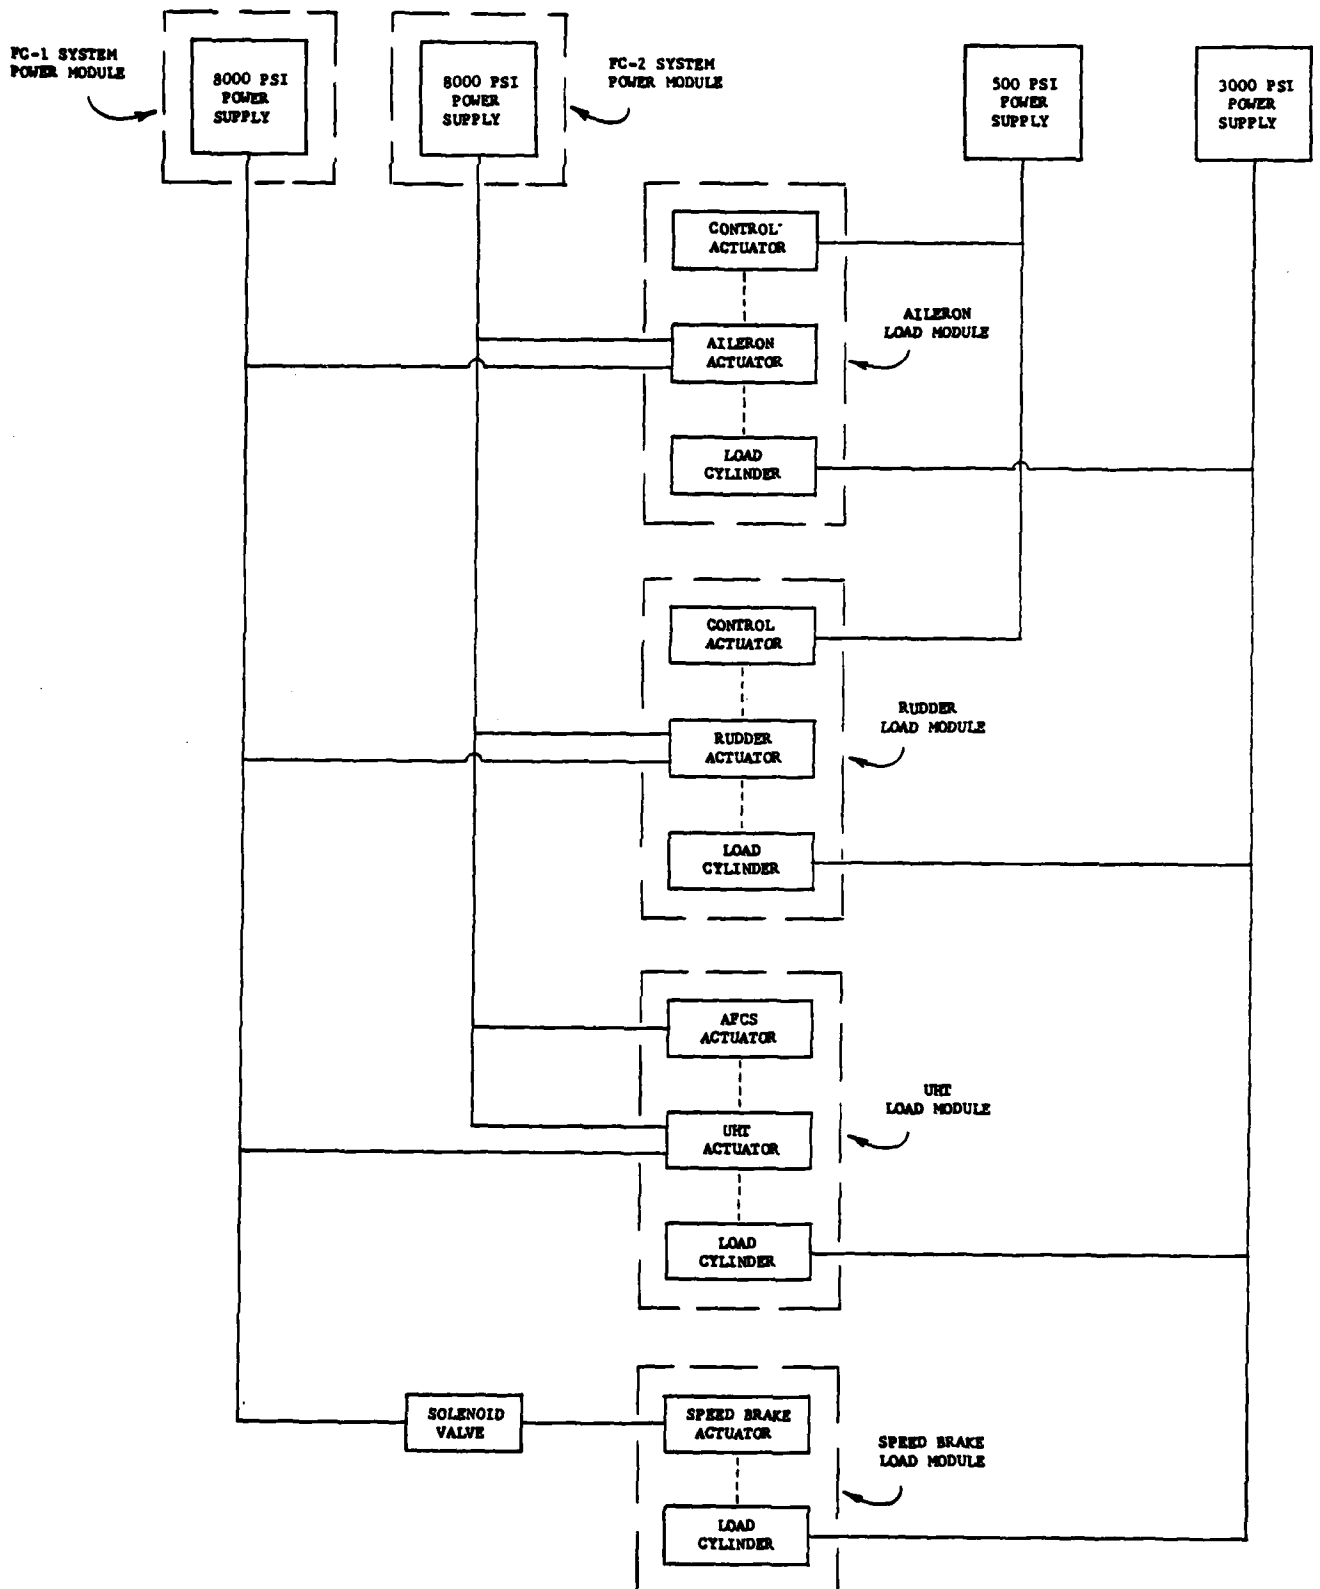 FC-1 SYSTEM
POWER MODULE
8000 PSI
POWER
SUPPLY
8000 PSI
POWER
SUPPLY
FC-2 SYSTEM
POWER MODULE
500 PSI
POWER
SUPPLY
3000 PSI
POWER
SUPPLY
CONTROL
ACTUATOR
AILERON
ACTUATOR
LOAD
CYLINDER
AILERON
LOAD MODULE
CONTROL
ACTUATOR
RUDDER
ACTUATOR
LOAD
CYLINDER
RUDDER
LOAD MODULE
AFCS
ACTUATOR
UHT
ACTUATOR
LOAD
CYLINDER
UHT
LOAD MODULE
SOLENOID
VALVE
SPEED BRAKE
ACTUATOR
LOAD
CYLINDER
SPEED BRAKE
LOAD MODULE